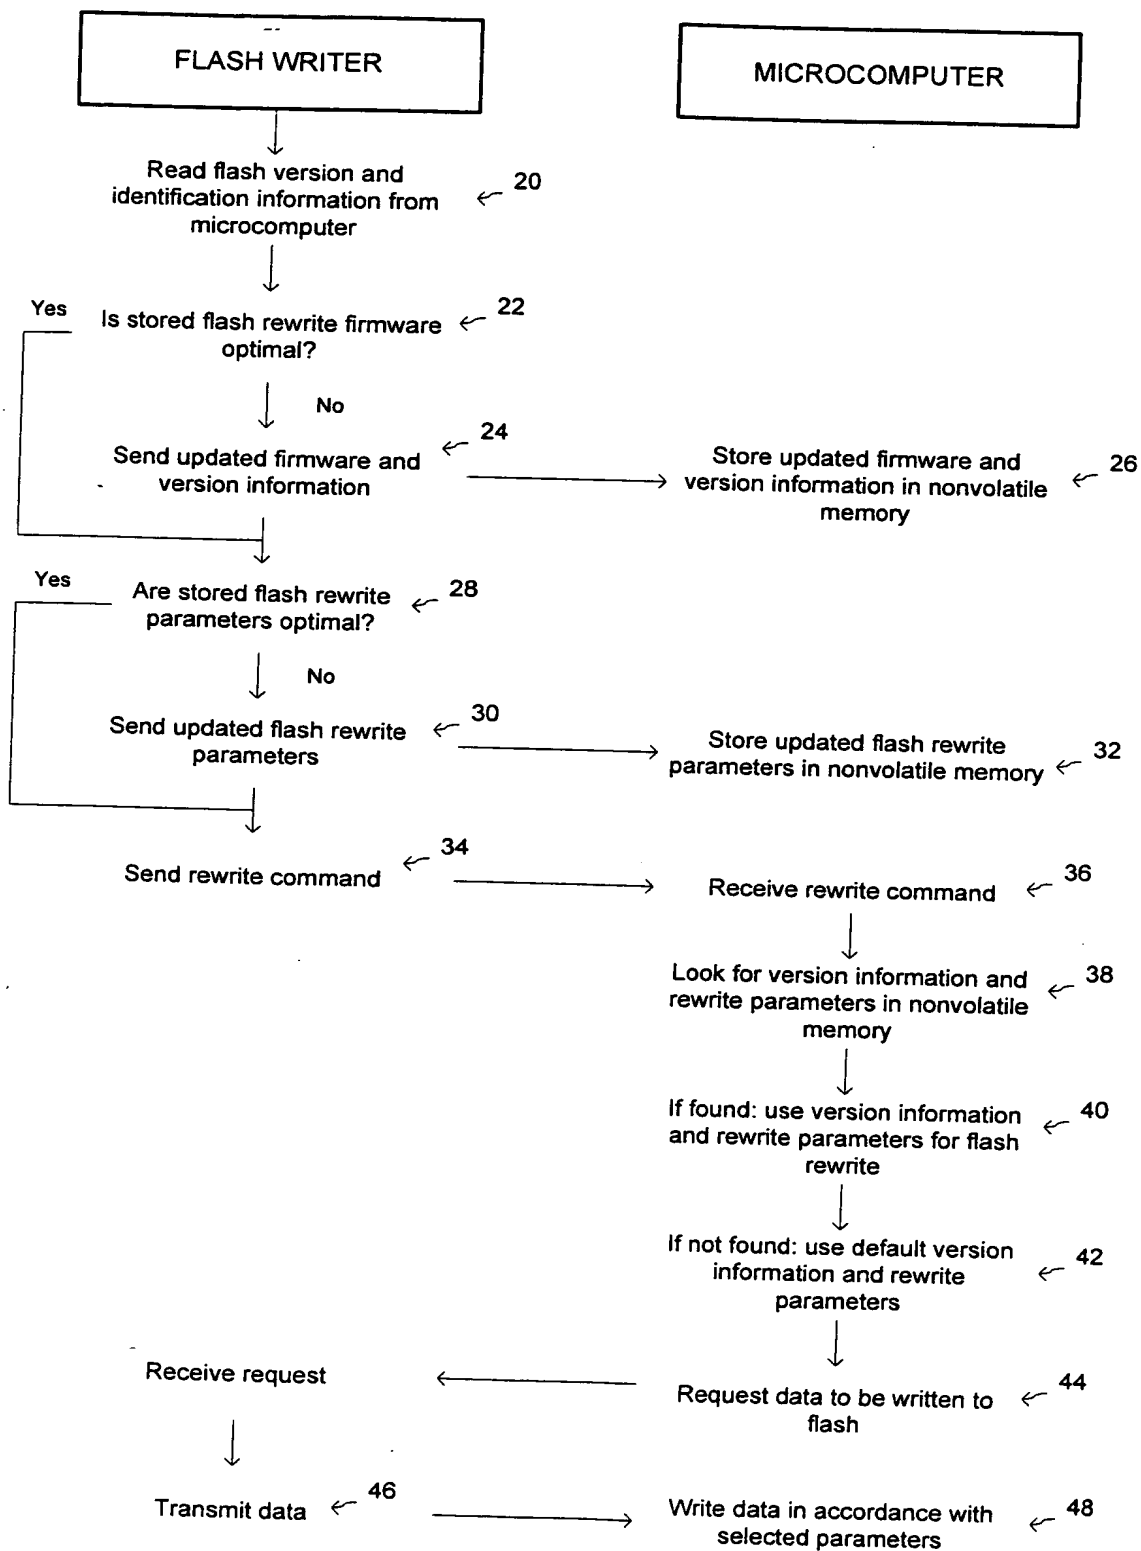 FLASH WRITER
MICROCOMPUTER
Read flash version and
identification information from
microcomputer
20
Yes
Is stored flash rewrite firmware
optimal?
22
No
Send updated firmware and
version information
24
Store updated firmware and
version information in nonvolatile
memory
26
Yes
Are stored flash rewrite
parameters optimal?
28
No
Send updated flash rewrite
parameters
30
Store updated flash rewrite
parameters in nonvolatile memory
32
Send rewrite command
34
Receive rewrite command
36
Look for version information and
rewrite parameters in nonvolatile
memory
38
If found: use version information
and rewrite parameters for flash
rewrite
40
If not found: use default version
information and rewrite
parameters
42
Receive request
Request data to be written to
flash
44
Transmit data
46
Write data in accordance with
selected parameters
48